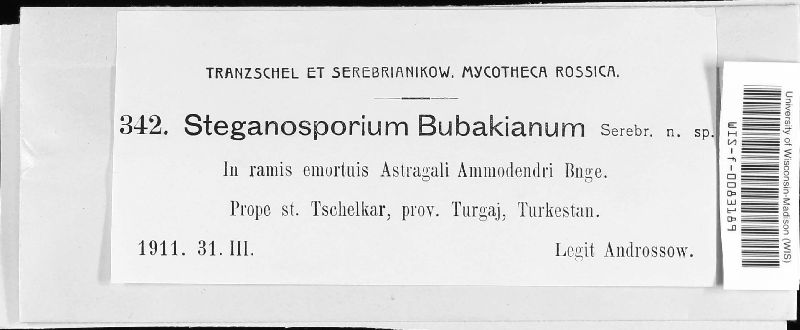 TRANZSCHEL ET SEREBRIANIKOW. MYCOTHECA ROSSICA.
342. Steganosporium Bubakianum Serebr. n. sp.
In ramis emortuis Astragali Ammodendri Bnge.
Prope st. Tschelkar, prov. Turgaj, Turkestan.
1911. 31. III. Legit Androssow.
University of Wisconsin-Madison (WIS)
WIS-f-0083189